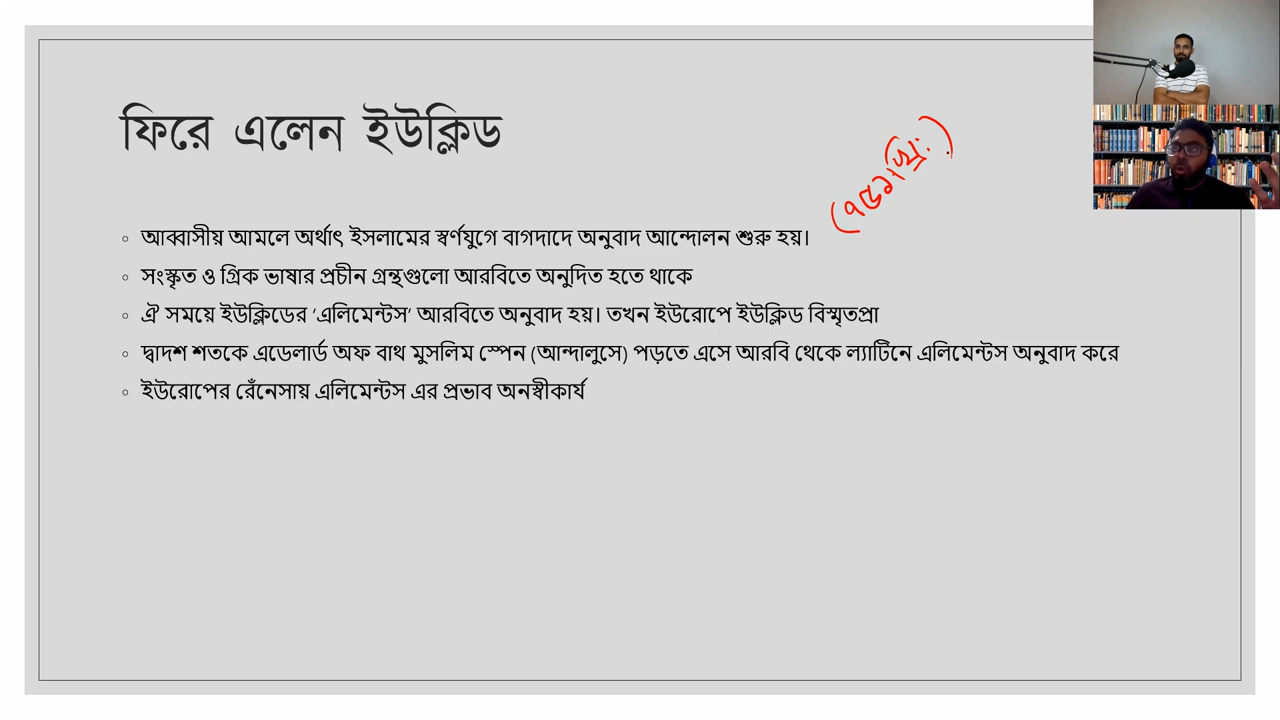 ফিরে এলেন ইউক্লিড
(৭৫১ খ্রি:)
আব্বাসীয় আমলে অর্থাৎ ইসলামের স্বর্ণযুগে বাগদাদে অনুবাদ আন্দোলন শুরু হয়।
সংস্কৃত ও গ্রিক ভাষার প্রচীন গ্রন্থগুলো আরবিতে অনুদিত হতে থাকে
ঐ সময়ে ইউক্লিডের ‘এলিমেন্টস’ আরবিতে অনুবাদ হয়। তখন ইউরোপে ইউক্লিড বিস্মৃতপ্রা
দ্বাদশ শতকে এডেলার্ড অফ বাথ মুসলিম স্পেন (আন্দালুসে) পড়তে এসে আরবি থেকে ল্যাটিনে এলিমেন্টস অনুবাদ করে
ইউরোপের রেঁনেসায় এলিমেন্টস এর প্রভাব অনস্বীকার্য